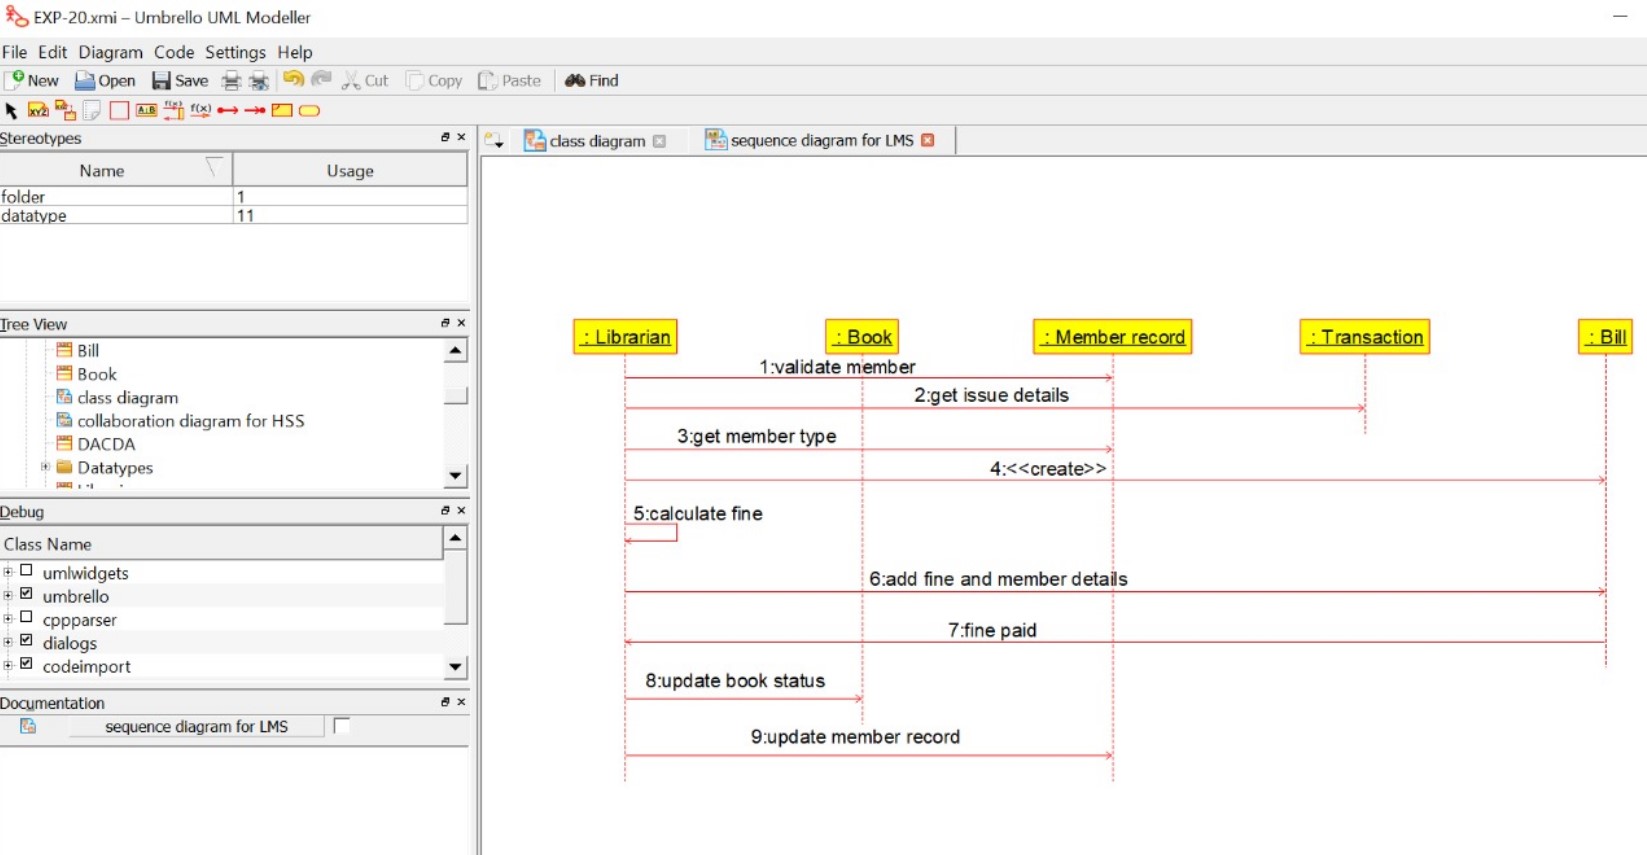 EXP-20.xmi – Umbrello UML Modeller
File Edit Diagram Code Settings Help
New Open Save Cut Copy Paste Find
XYZ A≤B f(x) f(x)
Stereotypes
class diagram
sequence diagram for LMS
Name Usage
folder 1
datatype 11
Tree View
Bill
Book
class diagram
collaboration diagram for HSS
DACDA
Datatypes
Debug
Class Name
umlwidgets
umbrello
cppparser
dialogs
codeimport
Documentation
sequence diagram for LMS
: Librarian : Book : Member record : Transaction : Bill
1:validate member
2:get issue details
3:get member type
4:<<create>>
5:calculate fine
6:add fine and member details
7:fine paid
8:update book status
9:update member record